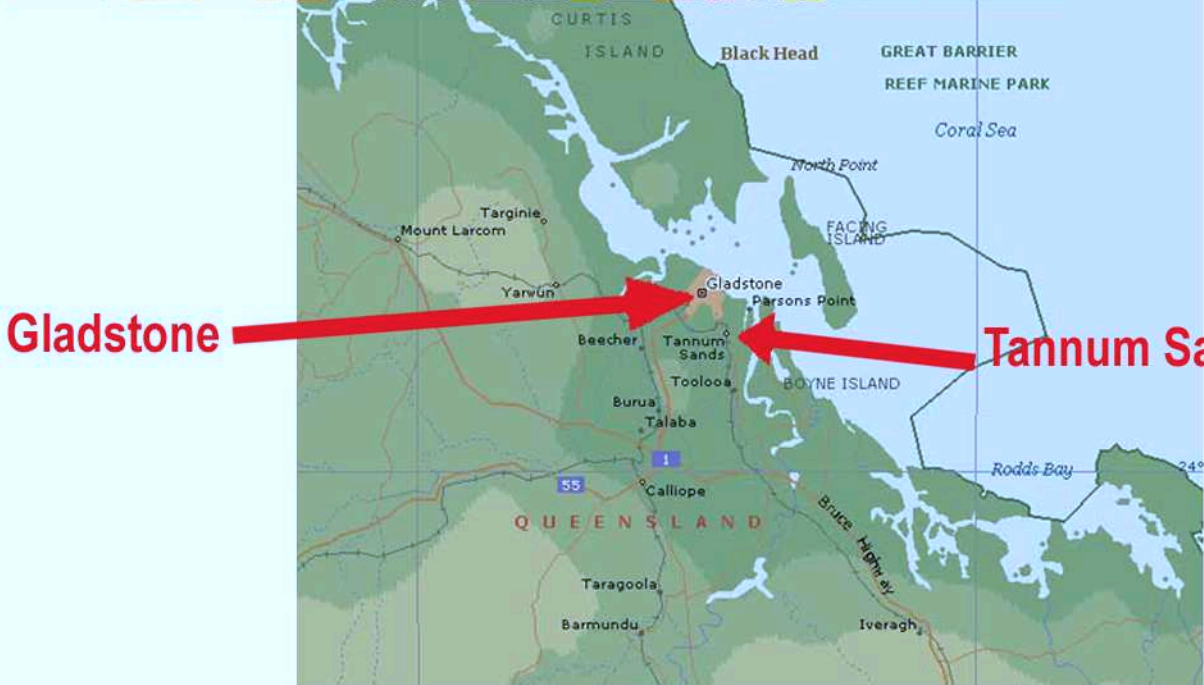 CURTIS
ISLAND
Black Head
GREAT BARRIER
REEF MARINE PARK
Coral Sea
North Point
Targinie
Mount Larcom
FACING
ISLAND
Gladstone
Yarwun
Parsons Point
Gladstone
Beecher
Tannum
Sands
Tannum Sa
Toolooa
BOYNE ISLAND
Burua
Talaba
1
Rodds Bay
24°
55
Calliope
QUEENSLAND
Bruce Highway
Taragoola
Barmundu
Iveragh